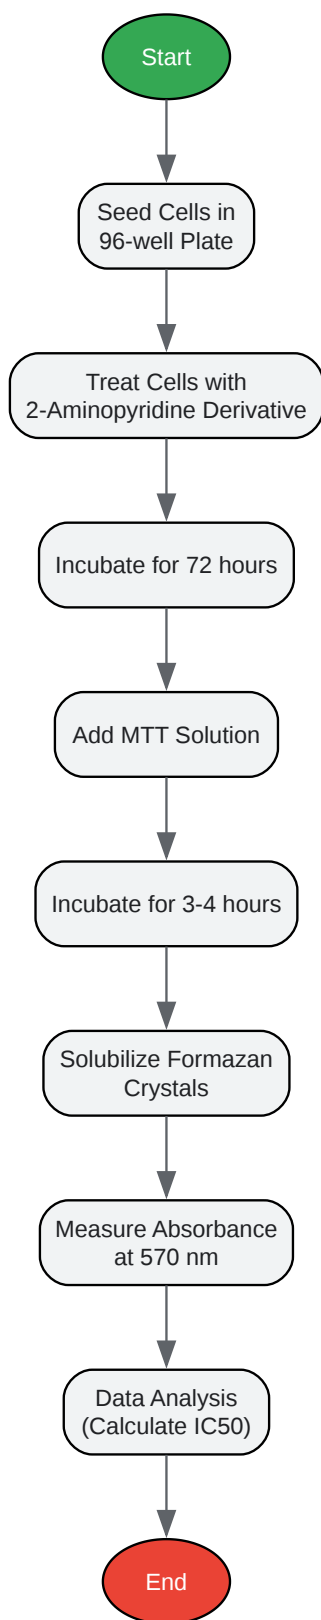 Start
Seed Cells in
96-well Plate
Treat Cells with
2-Aminopyridine Derivative
Incubate for 72 hours
Add MTT Solution
Incubate for 3-4 hours
Solubilize Formazan
Crystals
Measure Absorbance
at 570 nm
Data Analysis
(Calculate IC50)
End